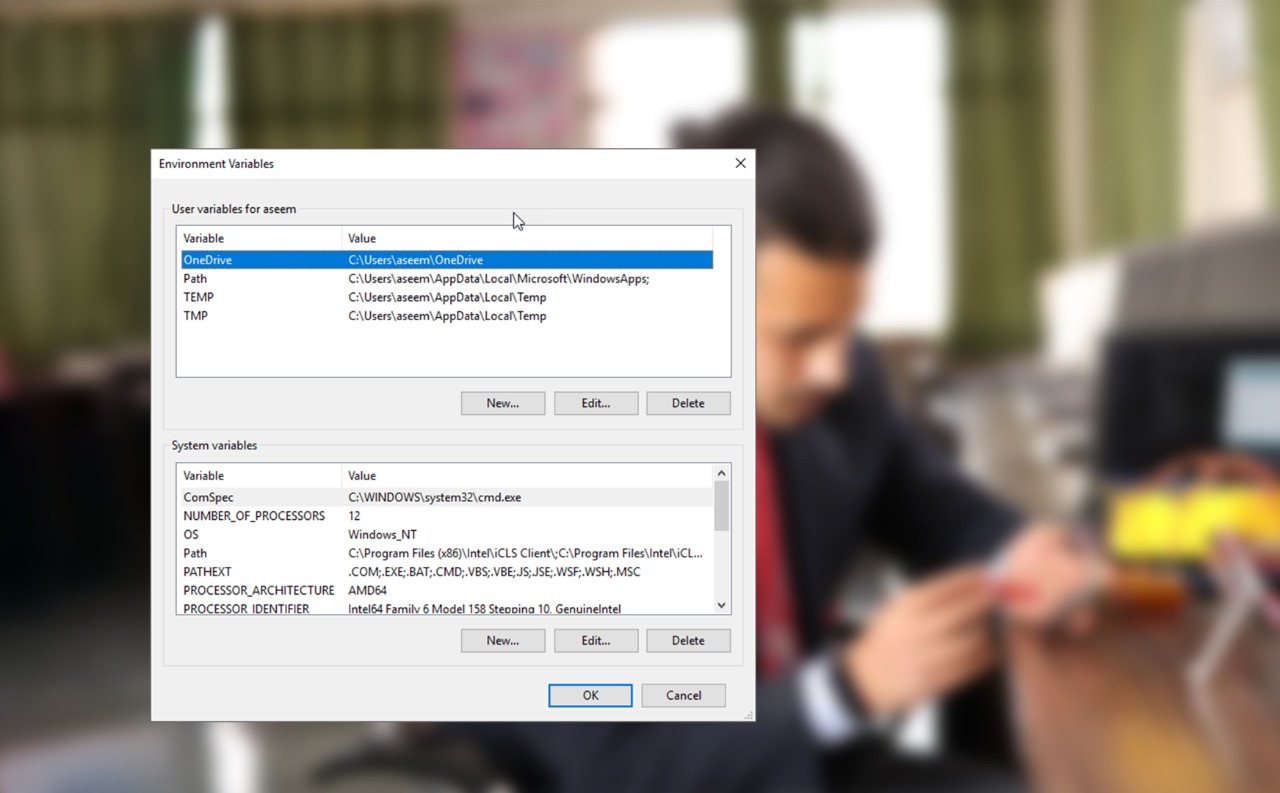 Environment Variables
User variables for aseem
Variable Value
OneDrive C:\Users\aseem\OneDrive
Path C:\Users\aseem\AppData\Local\Microsoft\WindowsApps;
TEMP C:\Users\aseem\AppData\Local\Temp
TMP C:\Users\aseem\AppData\Local\Temp
New... Edit... Delete
System variables
Variable Value
ComSpec C:\WINDOWS\system32\cmd.exe
NUMBER_OF_PROCESSORS 12
OS Windows_NT
Path C:\Program Files (x86)\Intel\iCLS Client\;C:\Program Files\Intel\iCL...
PATHEXT .COM;.EXE;.BAT;.CMD;.VBS;.VBE;.JS;.JSE;.WSF;.WSH;.MSC
PROCESSOR_ARCHITECTURE AMD64
PROCESSOR_IDENTIFIER Intel64 Family 6 Model 158 Stepping 10, GenuineIntel
New... Edit... Delete
OK Cancel